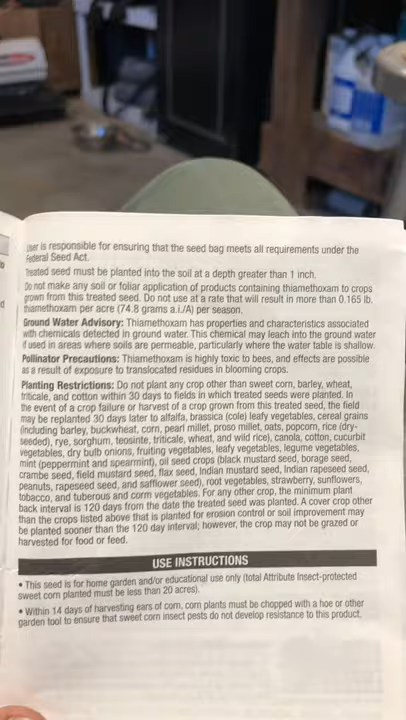 User is responsible for ensuring that the seed bag meets all requirements under the
Federal Seed Act.
Treated seed must be planted into the soil at a depth greater than 1 inch.
Do not make any soil or foliar application of products containing thiamethoxam to crops
grown from this treated seed. Do not use at a rate that will result in more than 0.165 lb.
thiamethoxam per acre (74.8 grams a.i./A) per season.
Ground Water Advisory: Thiamethoxam has properties and characteristics associated
with chemicals detected in ground water. This chemical may leach into the ground water
if used in areas where soils are permeable, particularly where the water table is shallow.
Pollinator Precautions: Thiamethoxam is highly toxic to bees, and effects are possible
as a result of exposure to translocated residues in blooming crops.
Planting Restrictions: Do not plant any crop other than sweet corn, barley, wheat,
triticale, and cotton within 30 days to fields in which treated seeds were planted. In
the event of a crop failure or harvest of a crop grown from this treated seed, the field
may be replanted 30 days later to alfalfa, brassica (cole) leafy vegetables, cereal grains
(including barley, buckwheat, corn, pearl millet, proso millet, oats, popcorn, rice (dry-
seeded), rye, sorghum, teosinte, triticale, wheat, and wild rice), canola, cotton, cucurbit
vegetables, dry bulb onions, fruiting vegetables, leafy vegetables, legume vegetables,
mint (peppermint and spearmint), oil seed crops (black mustard seed, borage seed,
crambe seed, field mustard seed, flax seed, Indian mustard seed, Indian rapeseed seed,
peanuts, rapeseed seed, and safflower seed), root vegetables, strawberry, sunflowers,
tobacco, and tuberous and corm vegetables. For any other crop, the minimum plant
back interval is 120 days from the date the treated seed was planted. A cover crop other
than the crops listed above that is planted for erosion control or soil improvement may
be planted sooner than the 120 day interval; however, the crop may not be grazed or
harvested for food or feed.
USE INSTRUCTIONS
• This seed is for home garden and/or educational use only (total Attribute Insect-protected
sweet corn planted must be less than 20 acres).
• Within 14 days of harvesting ears of corn, corn plants must be chopped with a hoe or other
garden tool to ensure that sweet corn insect pests do not develop resistance to this product.